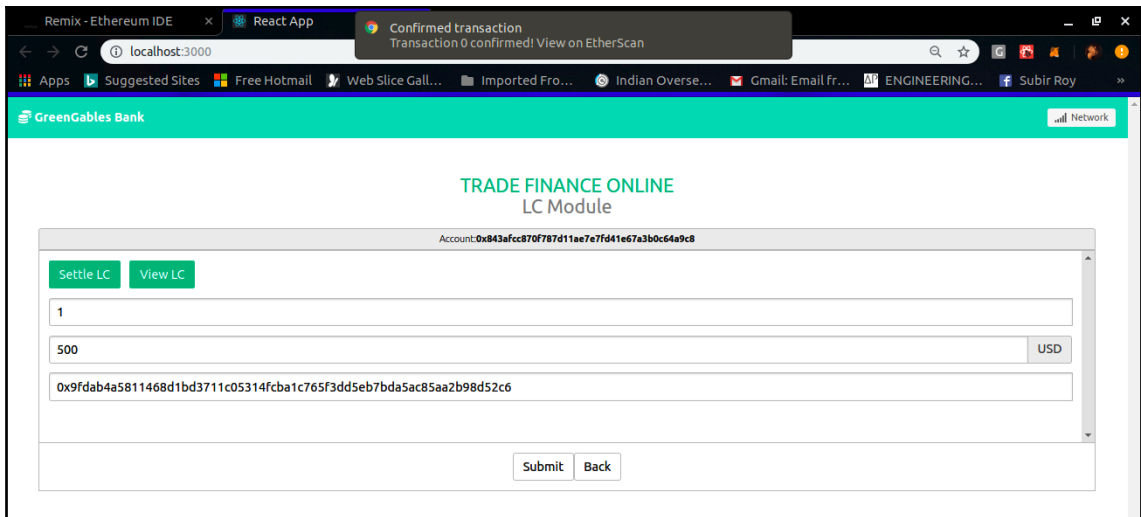 Remix - Ethereum IDE × React App
Confirmed transaction
Transaction 0 confirmed! View on EtherScan
localhost:3000
Apps Suggested Sites Free Hotmail Web Slice Gall... Imported Fro... Indian Overse... Gmail: Email fr... ENGINEERING... Subir Roy »
GreenGables Bank Network
TRADE FINANCE ONLINE
LC Module
Account:0x843afcc870f787d11ae7e7fd41e67a3b0c64a9c8
Settle LC View LC
1
500 USD
0x9fdab4a5811468d1bd3711c05314fcba1c765f3dd5eb7bda5ac85aa2b98d52c6
Submit Back